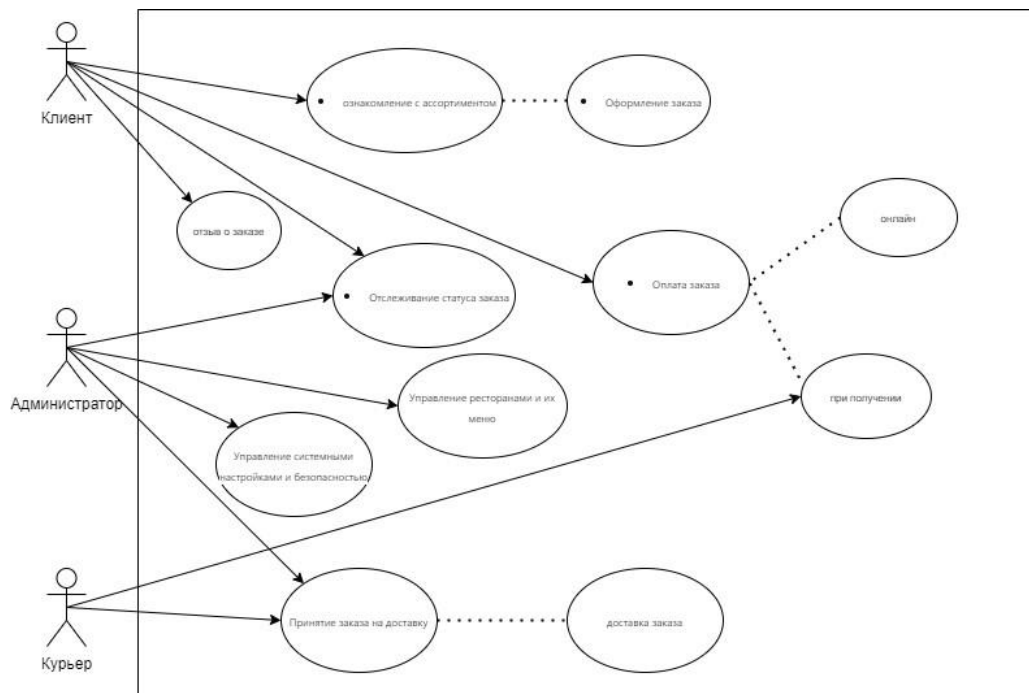 Клиент
• ознакомление с ассортиментом
• Оформление заказа
отзыв о заказе
онлайн
• Отслеживание статуса заказа
• Оплата заказа
Администратор
Управление ресторанами и их
меню
при получении
Управление системными
настройками и безопасностью
Курьер
Принятие заказа на доставку
доставка заказа